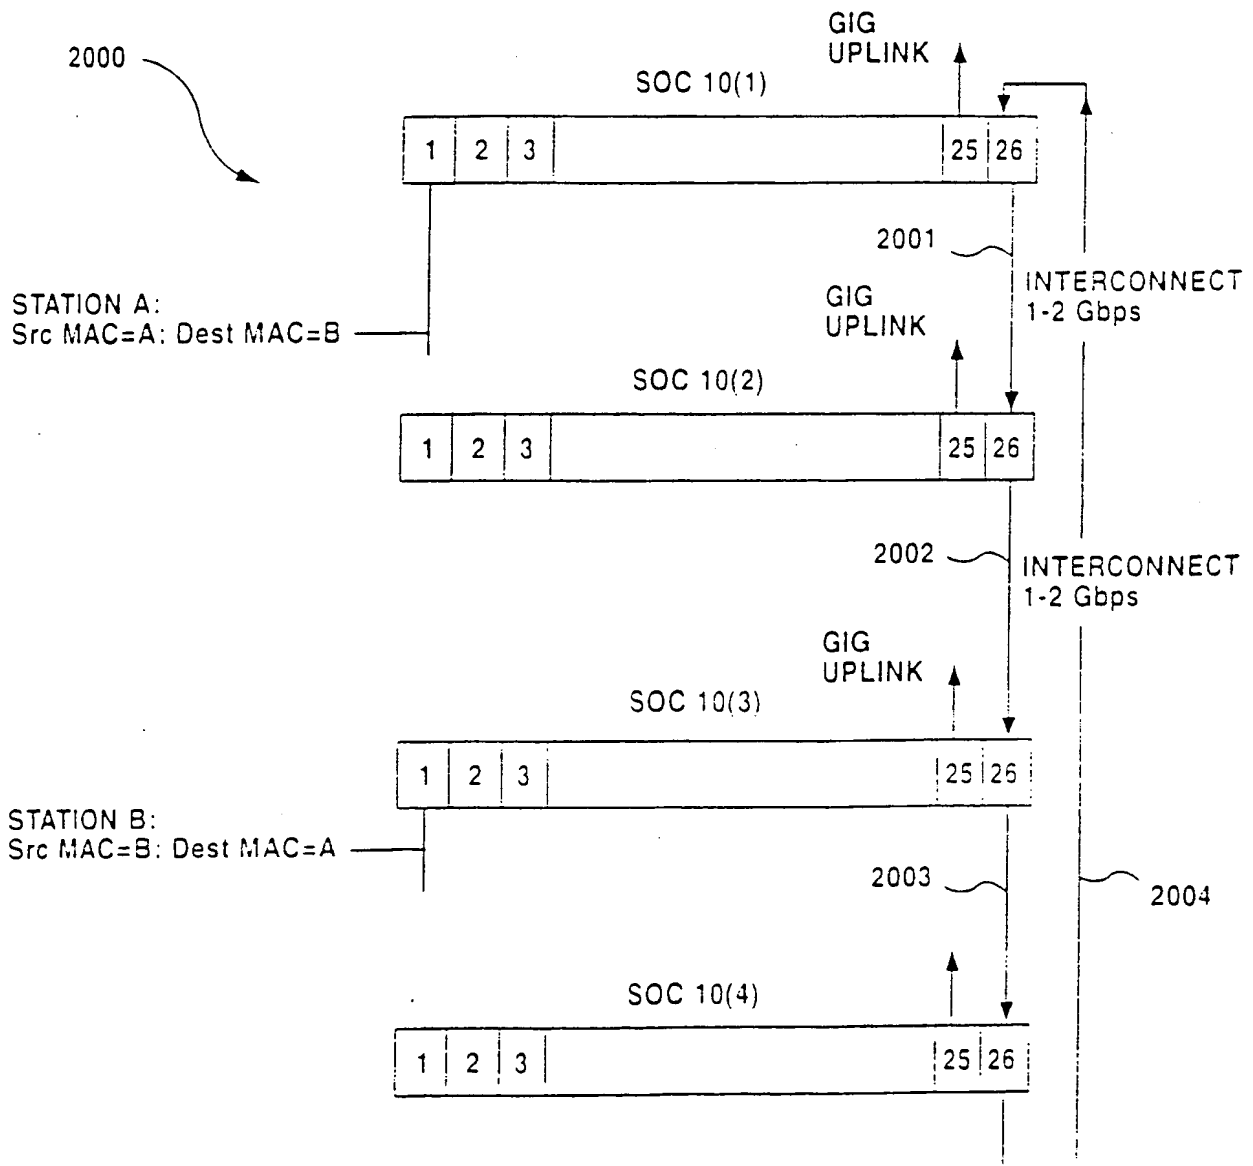 GIG
UPLINK
2000
SOC 10(1)
1 2 3 25 26
2001
INTERCONNECT
1-2 Gbps
STATION A:
Src MAC=A: Dest MAC=B
GIG
UPLINK
SOC 10(2)
1 2 3 25 26
2002
INTERCONNECT
1-2 Gbps
GIG
UPLINK
SOC 10(3)
1 2 3 25 26
STATION B:
Src MAC=B: Dest MAC=A
2003
2004
SOC 10(4)
1 2 3 25 26